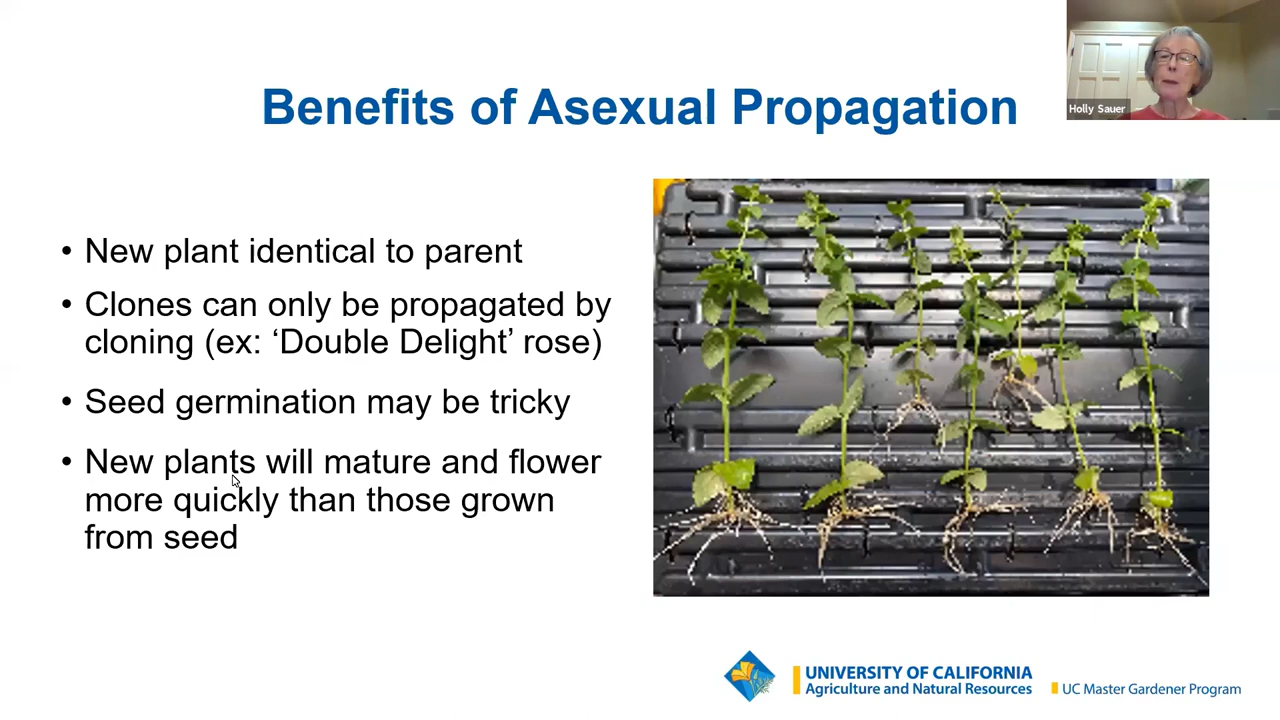 Benefits of Asexual Propagation
Holly Sauer
• New plant identical to parent
• Clones can only be propagated by
cloning (ex: ‘Double Delight’ rose)
• Seed germination may be tricky
• New plants will mature and flower
more quickly than those grown
from seed
UNIVERSITY OF CALIFORNIA
Agriculture and Natural Resources
UC Master Gardener Program